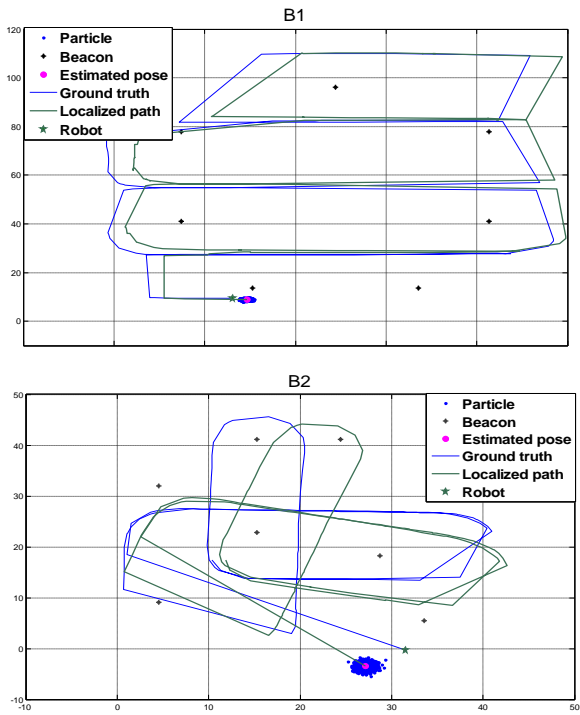 B1
120
100
80
60
40
20
0
Particle
Beacon
Estimated pose
Ground truth
Localized path
Robot
B2
50
40
30
20
10
0
-10
Particle
Beacon
Estimated pose
Ground truth
Localized path
Robot
-10 0 10 20 30 40 50